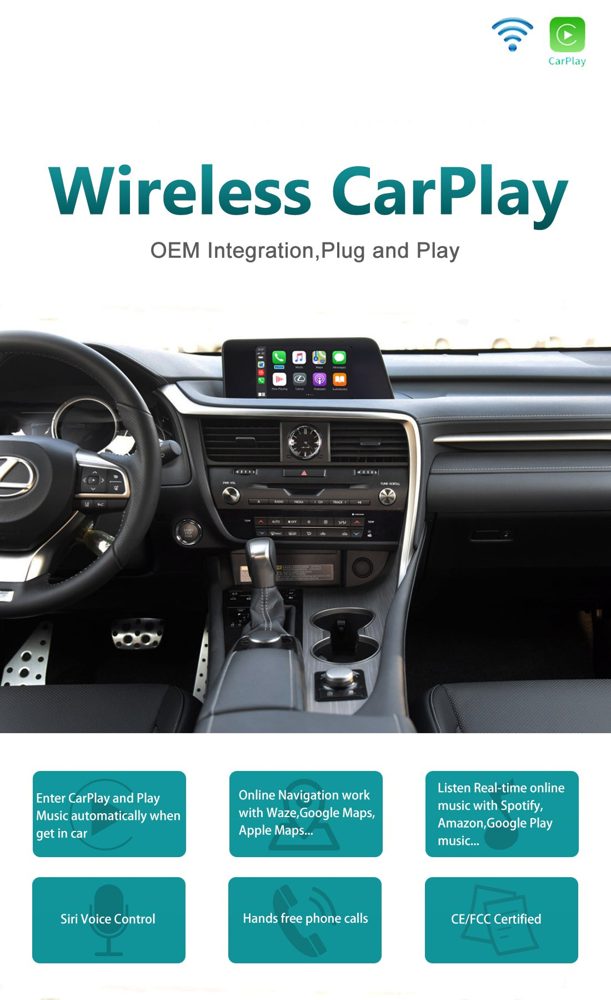 CarPlay
Wireless CarPlay
OEM Integration,Plug and Play
Enter CarPlay and Play
Music automatically when
get in car
Online Navigation work
with Waze,Google Maps,
Apple Maps...
Listen Real-time online
music with Spotify,
Amazon,Google Play
music...
Siri Voice Control
Hands free phone calls
CE/FCC Certified